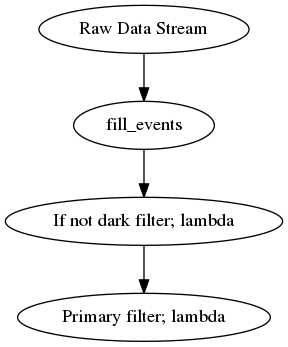 Raw Data Stream
fill_events
If not dark filter; lambda
Primary filter; lambda